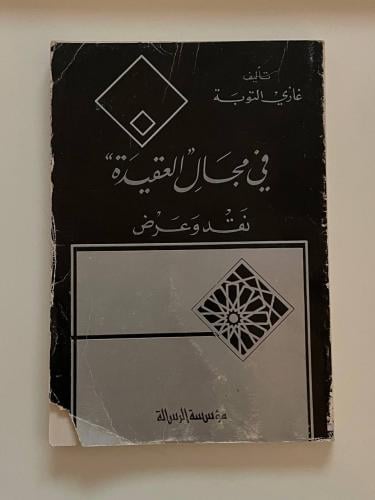 تأليف
غازي التوبة
في مجال "العقيدة"
نقد وعرض
مؤسسة الرسالة